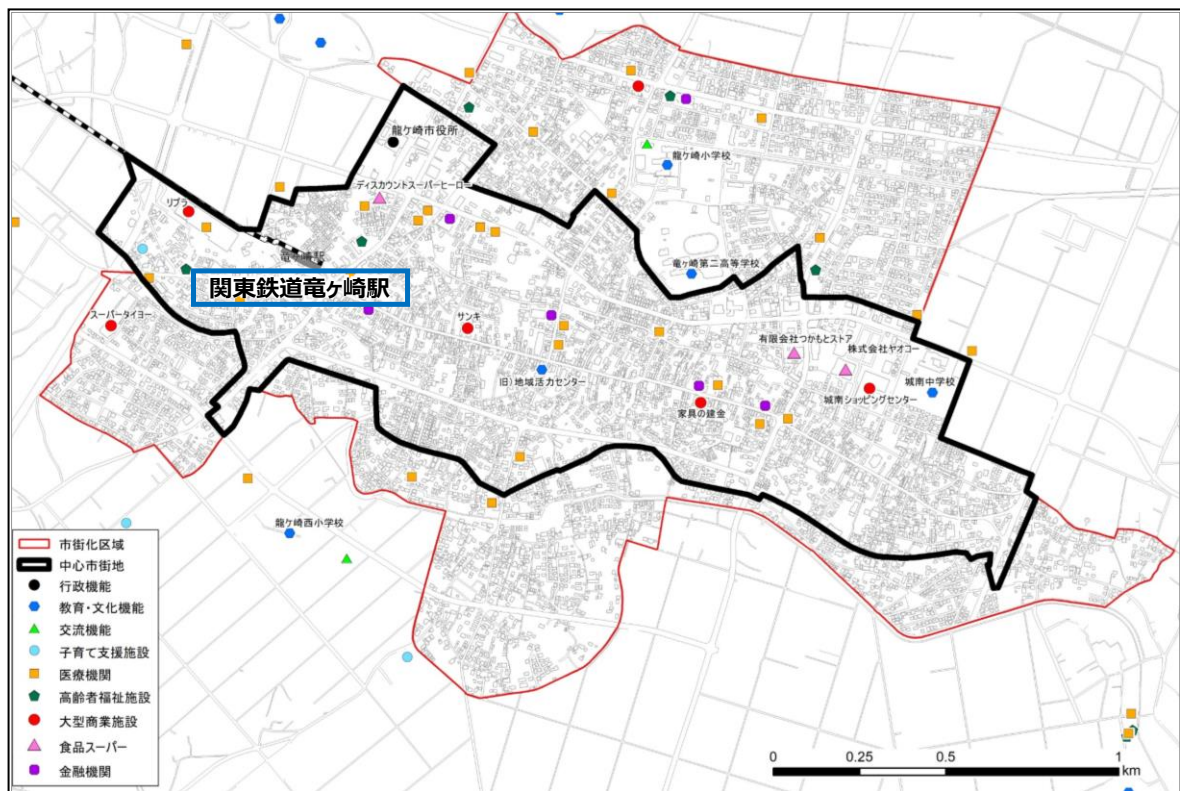 龍ケ崎市役所
龍ケ崎小学校
ディスカウントスーパーヒーロー
リブラ
竜ケ崎第二高等学校
関東鉄道竜ヶ崎駅
スーパータイヨー
サンキ
有限会社つかもとストア
株式会社ヤオコー
旧)地域活力センター
城南中学校
城南ショッピングセンター
家具の建金
龍ケ崎西小学校
市街化区域
中心市街地
行政機能
教育・文化機能
交流機能
子育て支援施設
医療機関
高齢者福祉施設
大型商業施設
食品スーパー
金融機関
0 0.25 0.5 1
km